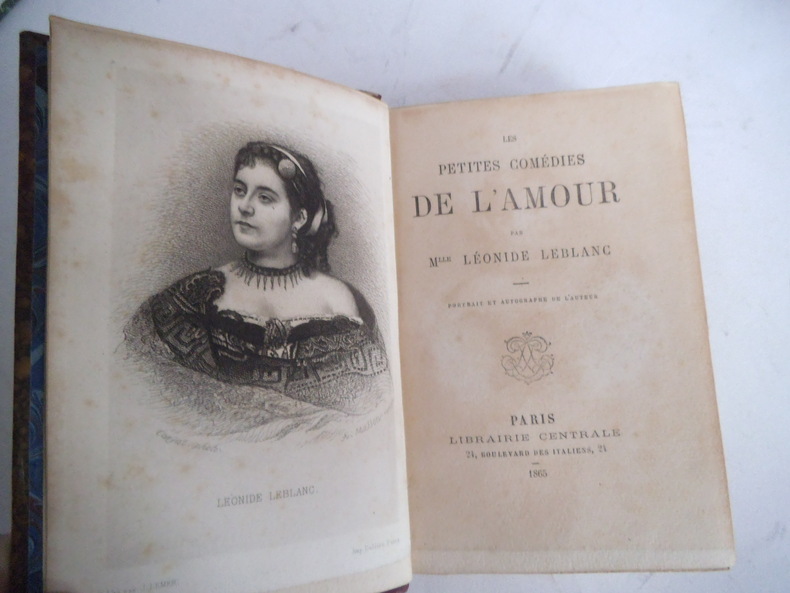 LÉONIDE LEBLANC.
LES
PETITES COMÉDIES
DE L'AMOUR
PAR
MLLE LÉONIDE LEBLANC
PORTRAIT ET AUTOGRAPHE DE L'AUTEUR
PARIS
LIBRAIRIE CENTRALE
24, BOULEVARD DES ITALIENS, 24
1865